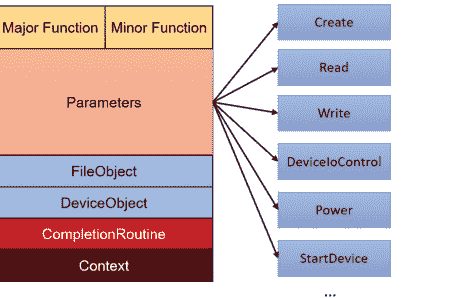 Major Function Minor Function
Parameters
FileObject
DeviceObject
CompletionRoutine
Context
Create
Read
Write
DeviceIoControl
Power
StartDevice
...